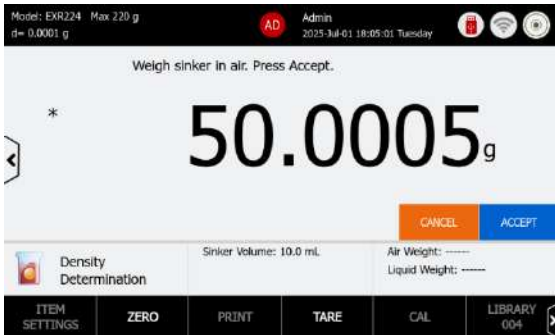 Model: EXR224 Max 220 g
d= 0.0001 g
AD
Admin
2025-Jul-01 18:05:01 Tuesday
Weigh sinker in air. Press Accept.
*
50.0005 g
CANCEL
ACCEPT
Density
Determination
Sinker Volume: 10.0 mL
Air Weight: ------
Liquid Weight: ------
ITEM
SETTINGS
ZERO
PRINT
TARE
CAL
LIBRARY
004